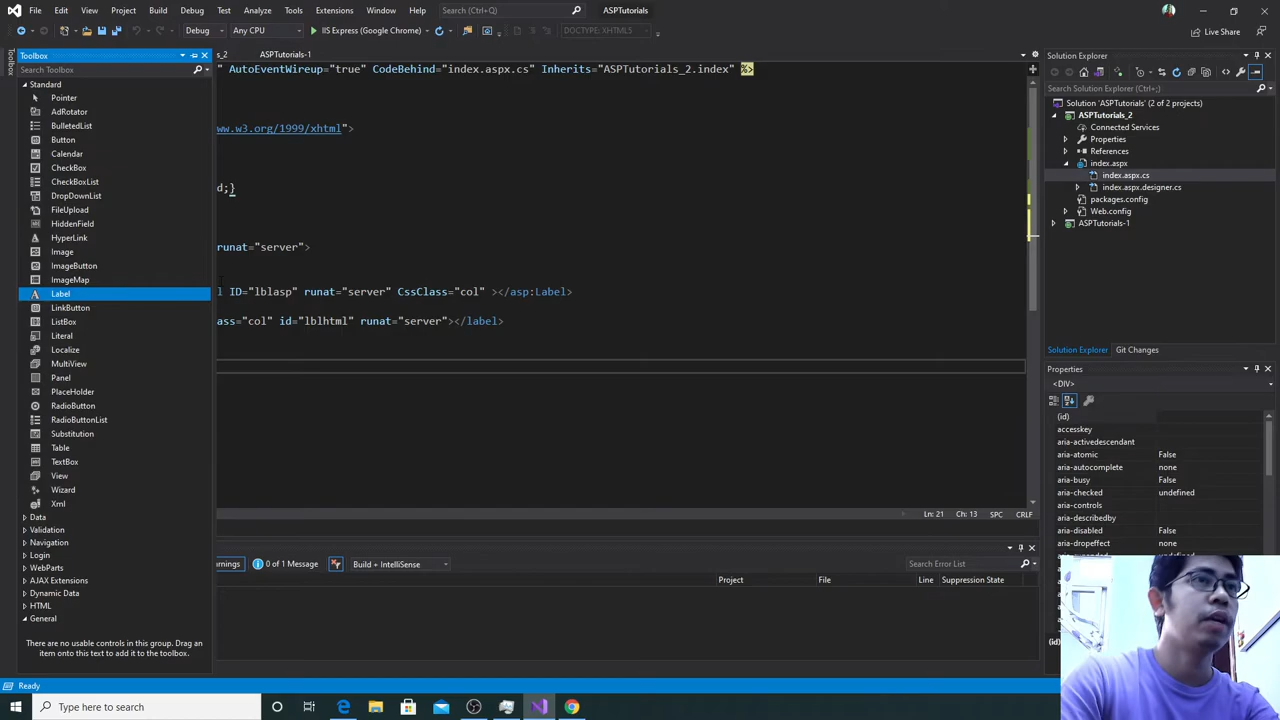 File Edit View Project Build Debug Test Analyze Tools Extensions Window Help Search (Ctrl+Q) ASPTutorials
Debug Any CPU IIS Express (Google Chrome) DOCTYPE: XHTML5 Live Share
Toolbox
Toolbox
Search Toolbox
Standard
Pointer
AdRotator
BulletedList
Button
Calendar
CheckBox
CheckBoxList
DropDownList
FileUpload
HiddenField
HyperLink
Image
ImageButton
ImageMap
Label
LinkButton
ListBox
Literal
Localize
MultiView
Panel
PlaceHolder
RadioButton
RadioButtonList
Substitution
Table
TextBox
View
Wizard
Xml
Data
Validation
Navigation
Login
WebParts
AJAX Extensions
Dynamic Data
HTML
General
There are no usable controls in this group. Drag an
item onto this text to add it to the toolbox.
_2 ASPTutorials-1
" AutoEventWireup="true" CodeBehind="index.aspx.cs" Inherits="ASPTutorials_2.index" %>
ww.w3.org/1999/xhtml">
d;}
runat="server">
l ID="lblasp" runat="server" CssClass="col" ></asp:Label>
ass="col" id="lblhtml" runat="server"></label>
Ln: 21 Ch: 13 SPC CRLF
rnings 0 of 1 Message Build + IntelliSense Search Error List
Project File Line Suppression State
Solution Explorer
Search Solution Explorer (Ctrl+;)
Solution 'ASPTutorials' (2 of 2 projects)
ASPTutorials_2
Connected Services
Properties
References
index.aspx
index.aspx.cs
index.aspx.designer.cs
packages.config
Web.config
ASPTutorials-1
Solution Explorer Git Changes
Properties
<DIV>
(id)
accesskey
aria-activedescendant
aria-atomic False
aria-autocomplete none
aria-busy False
aria-checked undefined
aria-controls
aria-describedby
aria-disabled False
aria-dropeffect none
(id)
Ready
Type here to search